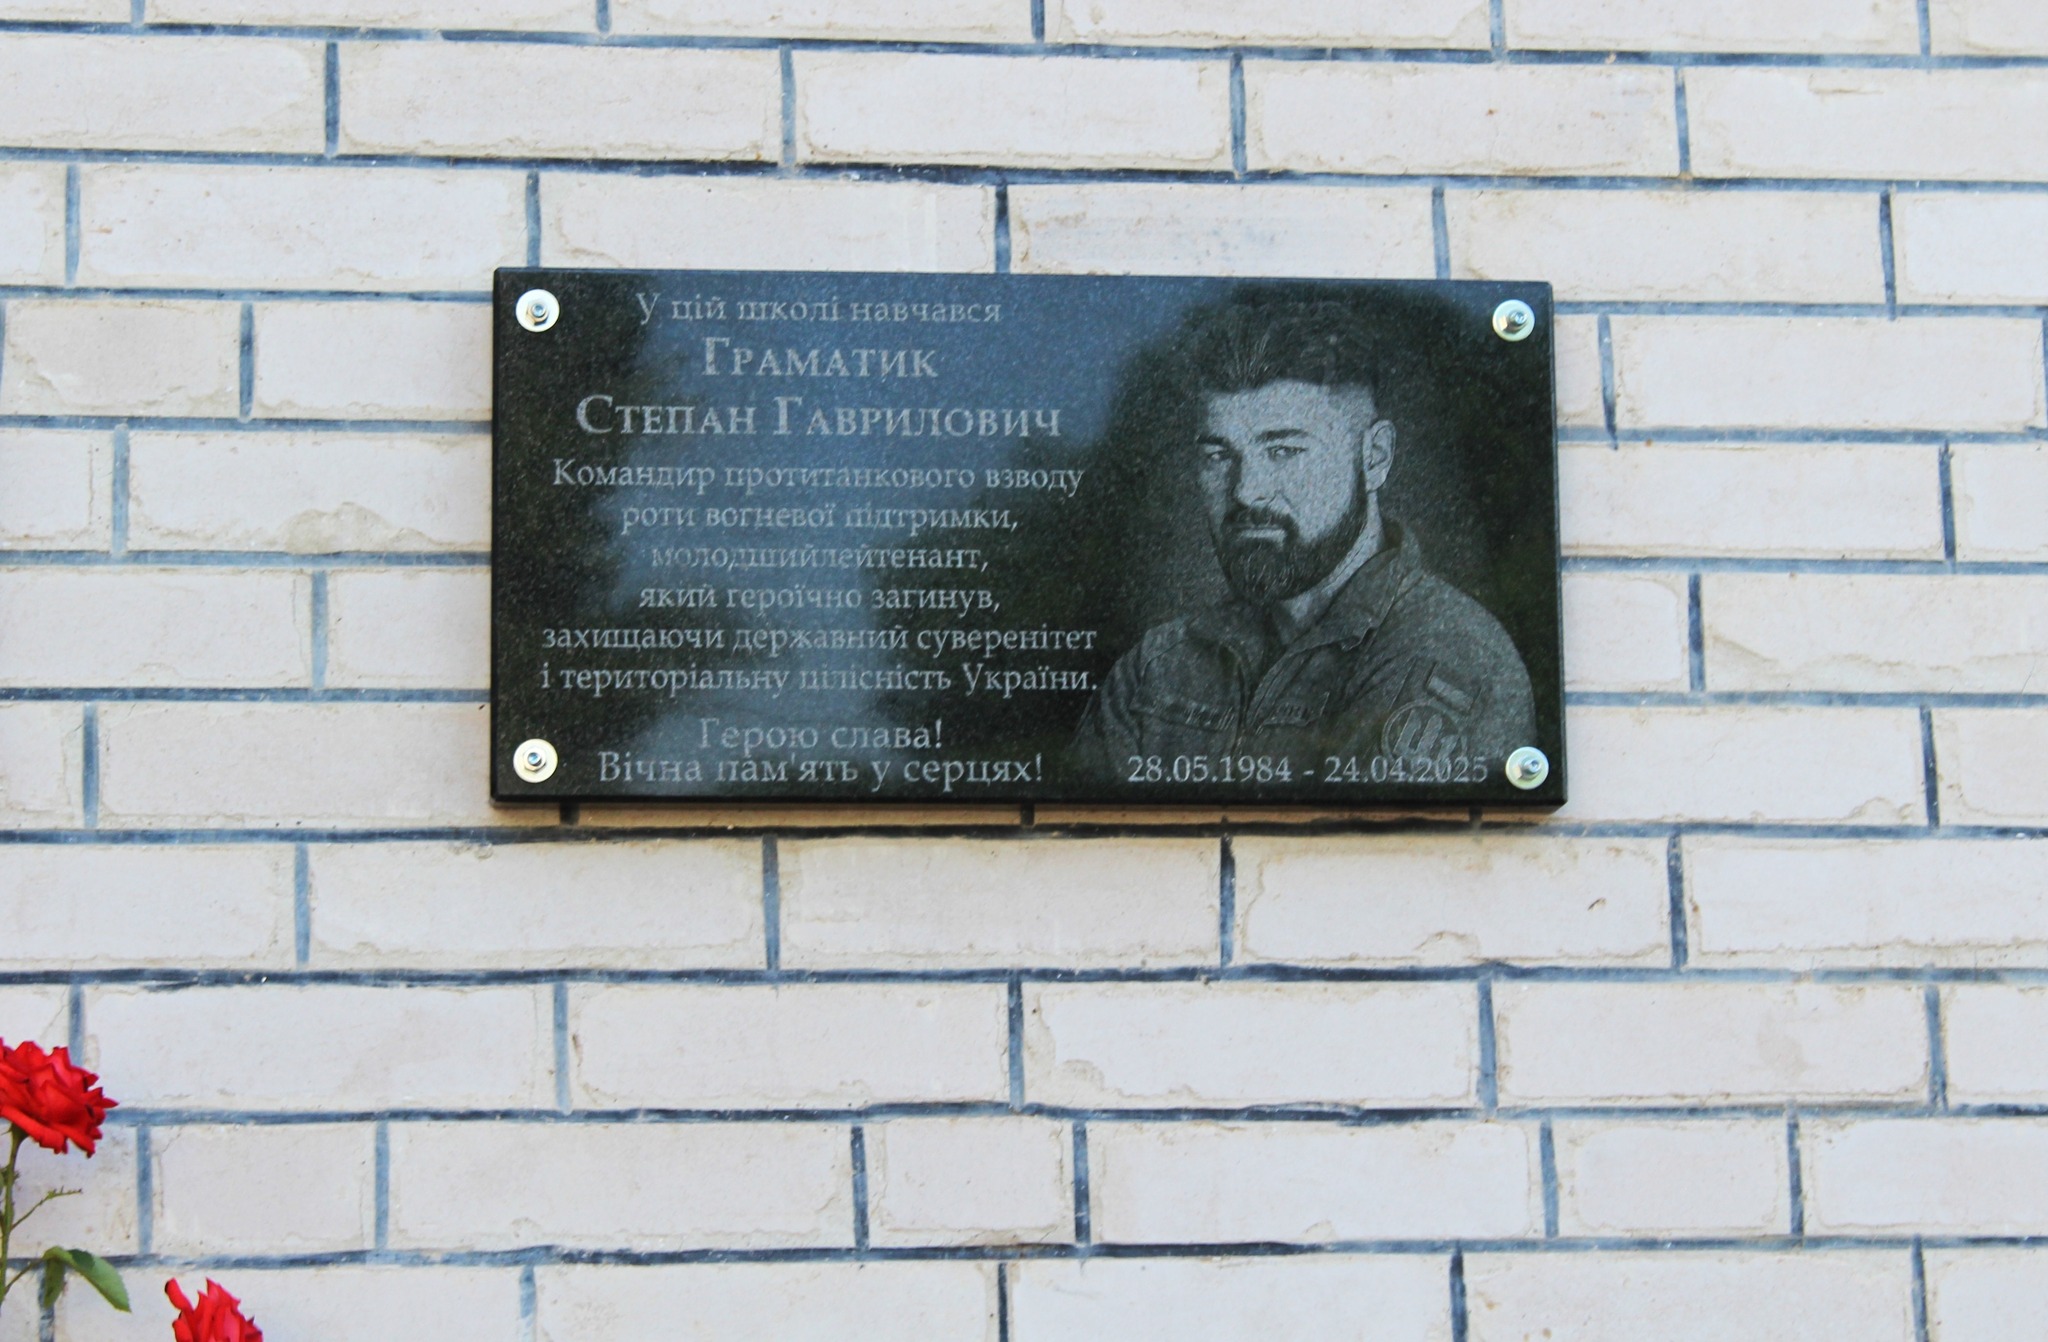 У цій школі навчався
Граматик
Степан Гаврилович
Командир протитанкового взводу
роти вогневої підтримки,
молодшийлейтенант,
який героїчно загинув,
захищаючи державний суверенітет
і територіальну цілісність України.
Герою слава!
Вічна пам'ять у серцях!
28.05.1984 - 24.04.2025